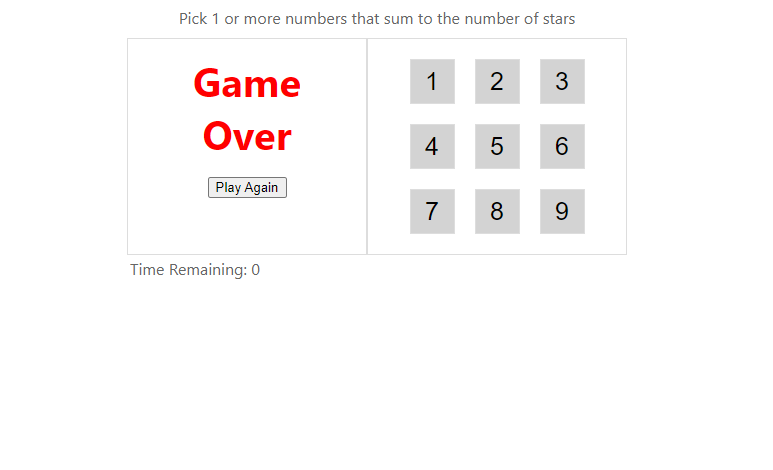 Pick 1 or more numbers that sum to the number of stars
Game
Over
Play Again
1 2 3
4 5 6
7 8 9
Time Remaining: 0